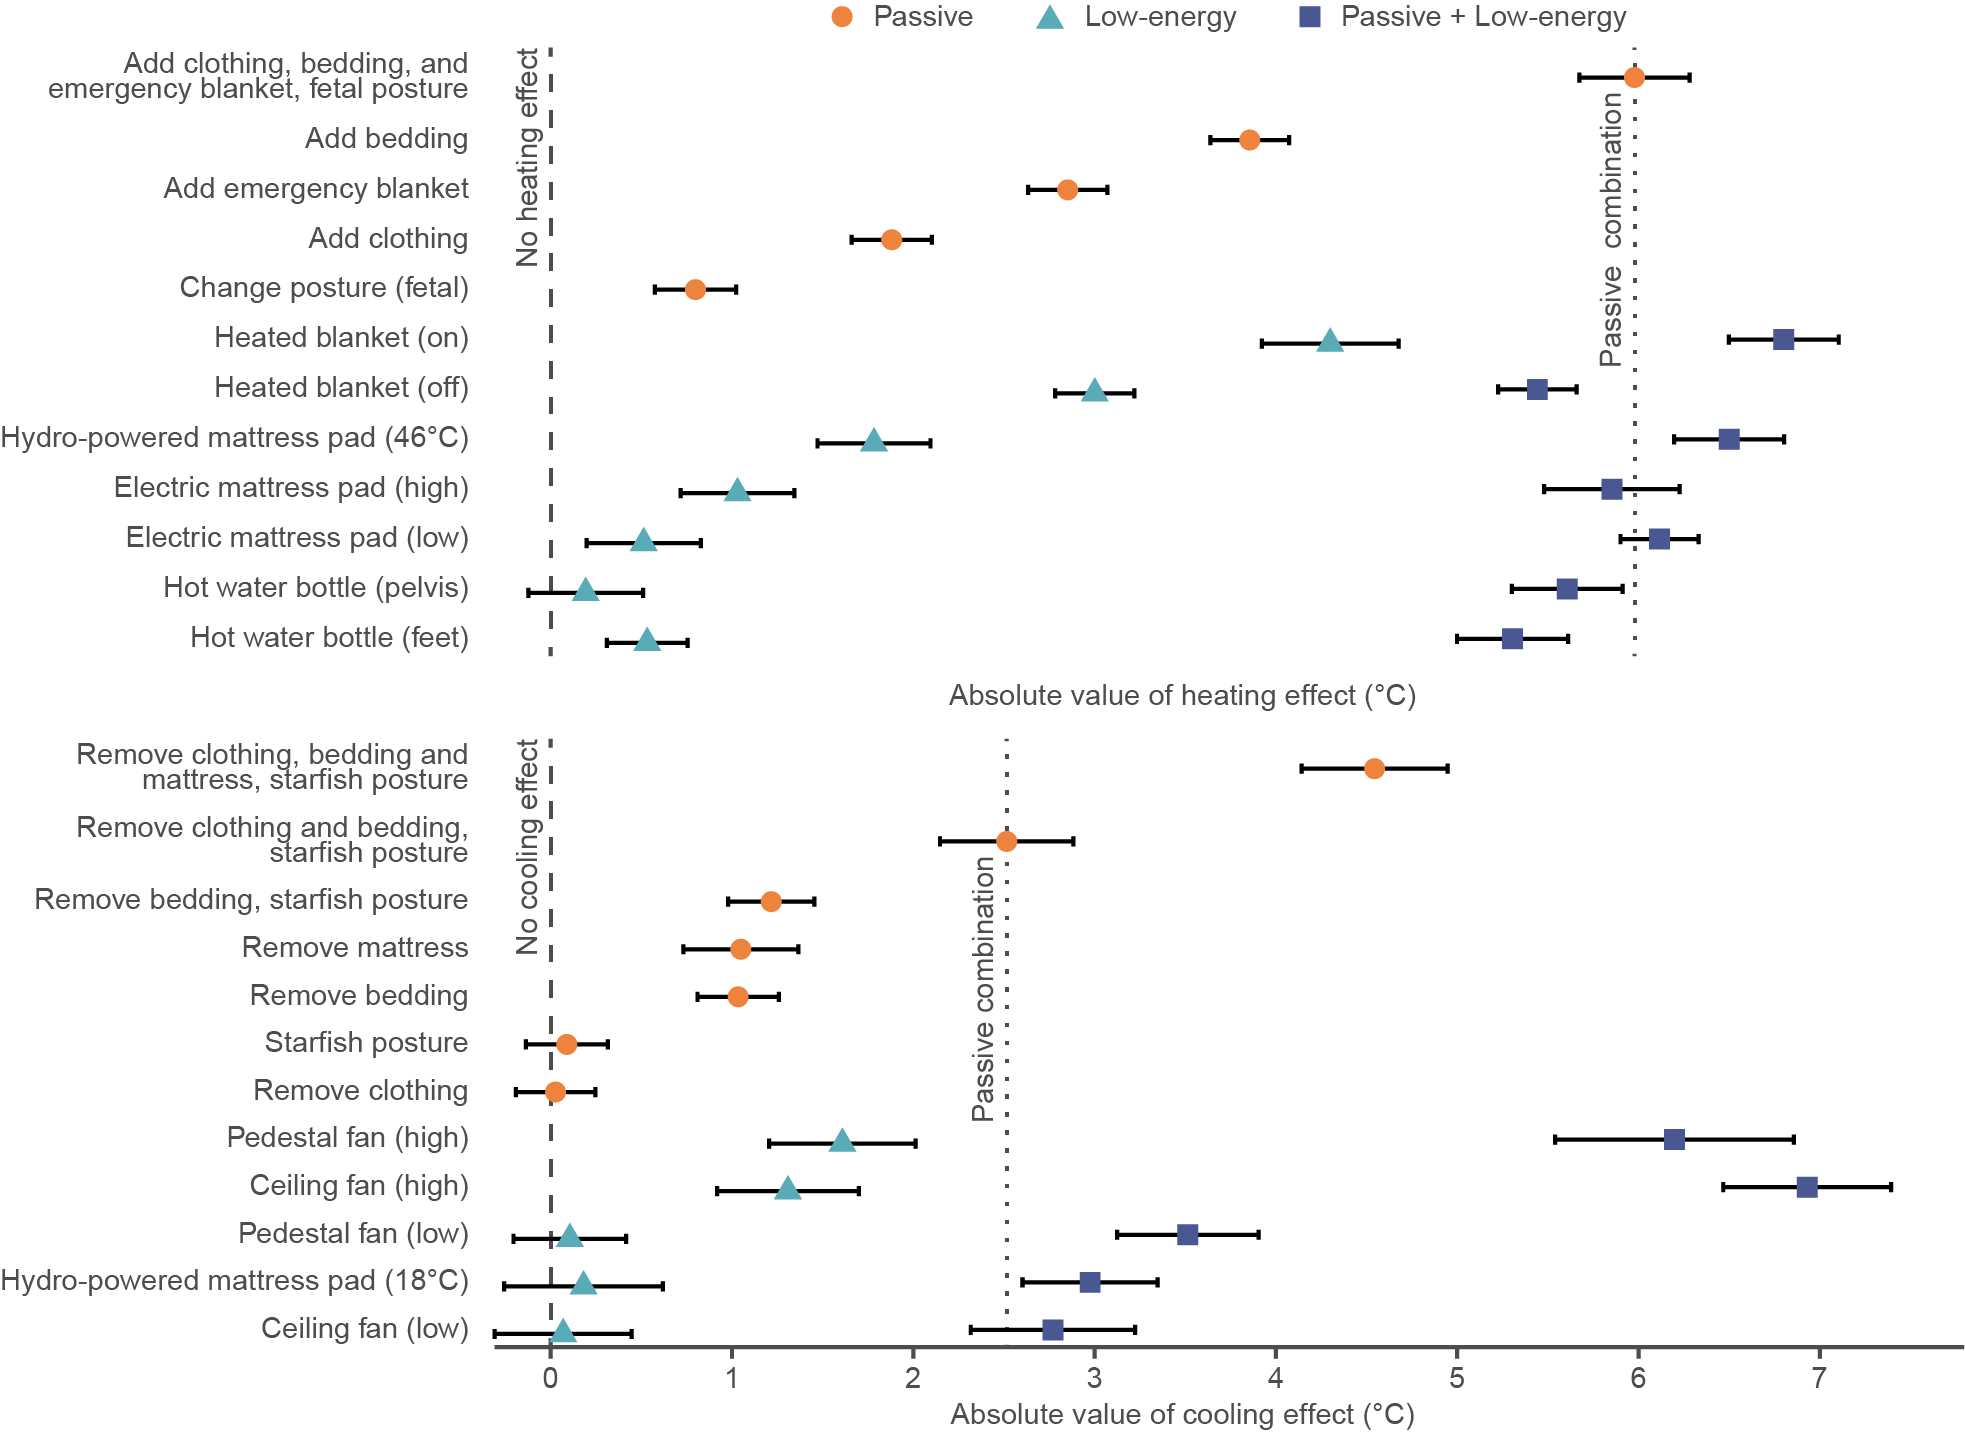 Passive
Low-energy
Passive + Low-energy
Add clothing, bedding, and
emergency blanket, fetal posture
Add bedding
Add emergency blanket
Add clothing
Change posture (fetal)
Heated blanket (on)
Heated blanket (off)
Hydro-powered mattress pad (46°C)
Electric mattress pad (high)
Electric mattress pad (low)
Hot water bottle (pelvis)
Hot water bottle (feet)
No heating effect
Passive combination
Absolute value of heating effect (°C)
Remove clothing, bedding and
mattress, starfish posture
Remove clothing and bedding,
starfish posture
Remove bedding, starfish posture
Remove mattress
Remove bedding
Starfish posture
Remove clothing
Pedestal fan (high)
Ceiling fan (high)
Pedestal fan (low)
Hydro-powered mattress pad (18°C)
Ceiling fan (low)
No cooling effect
Passive combination
0 1 2 3 4 5 6 7
Absolute value of cooling effect (°C)